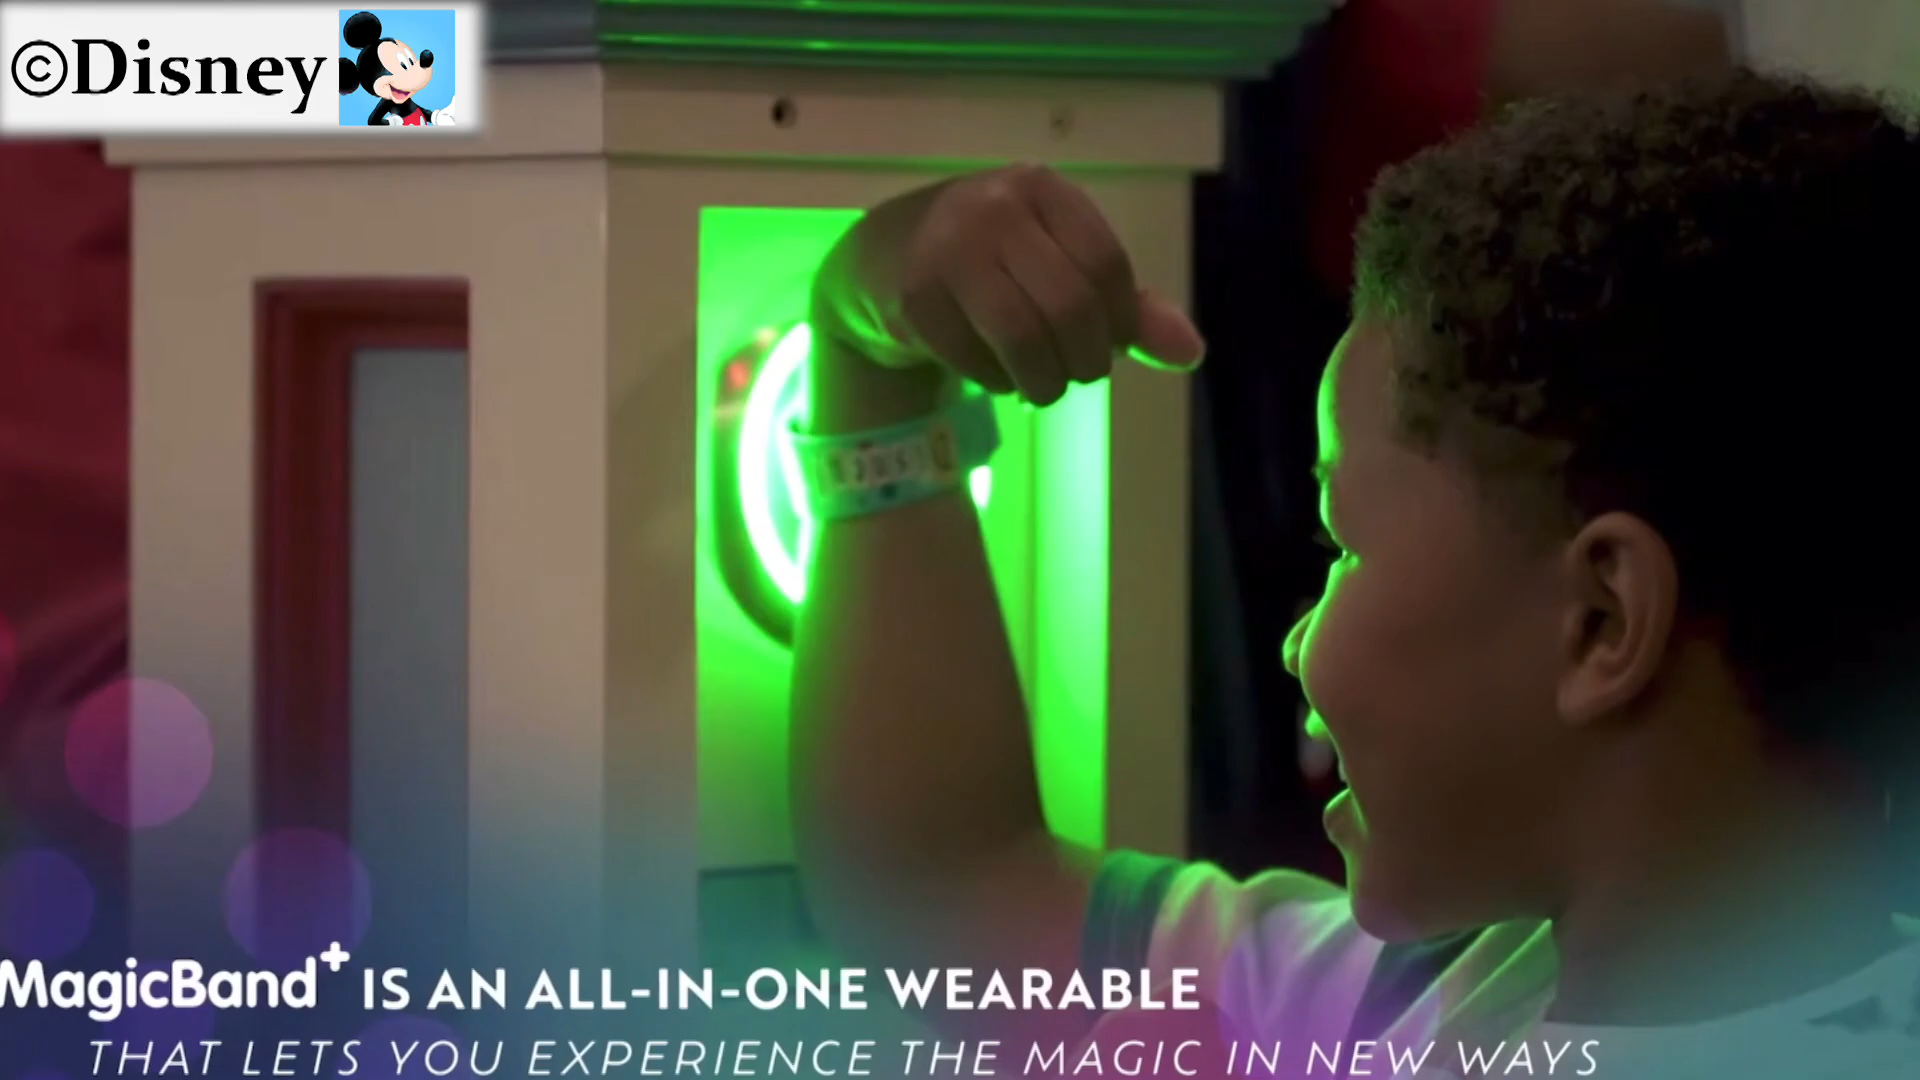 ©Disney
MagicBand+ IS AN ALL-IN-ONE WEARABLE
THAT LETS YOU EXPERIENCE THE MAGIC IN NEW WAYS